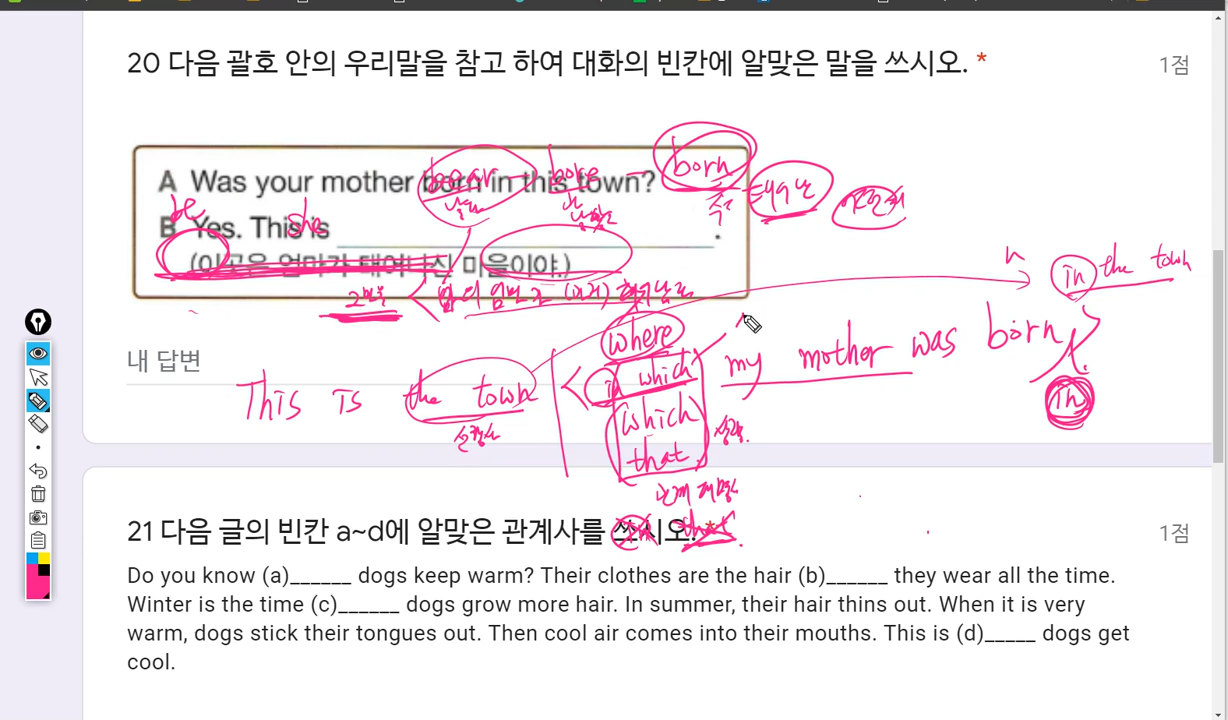 20 다음 괄호 안의 우리말을 참고 하여 대화의 빈칸에 알맞은 말을 쓰시오. *
1점
bear - bore - born
A Was your mother born in this town?
be she
B Yes. This is .
(이곳은 엄마가 태어나신 마을이야.)
in the town
where
내 답변
in which my mother was born
This is the town
in
which
that
선행사
that
21 다음 글의 빈칸 a~d에 알맞은 관계사를 쓰시오. *
1점
Do you know (a)______ dogs keep warm? Their clothes are the hair (b)______ they wear all the time.
Winter is the time (c)______ dogs grow more hair. In summer, their hair thins out. When it is very
warm, dogs stick their tongues out. Then cool air comes into their mouths. This is (d)_____ dogs get
cool.